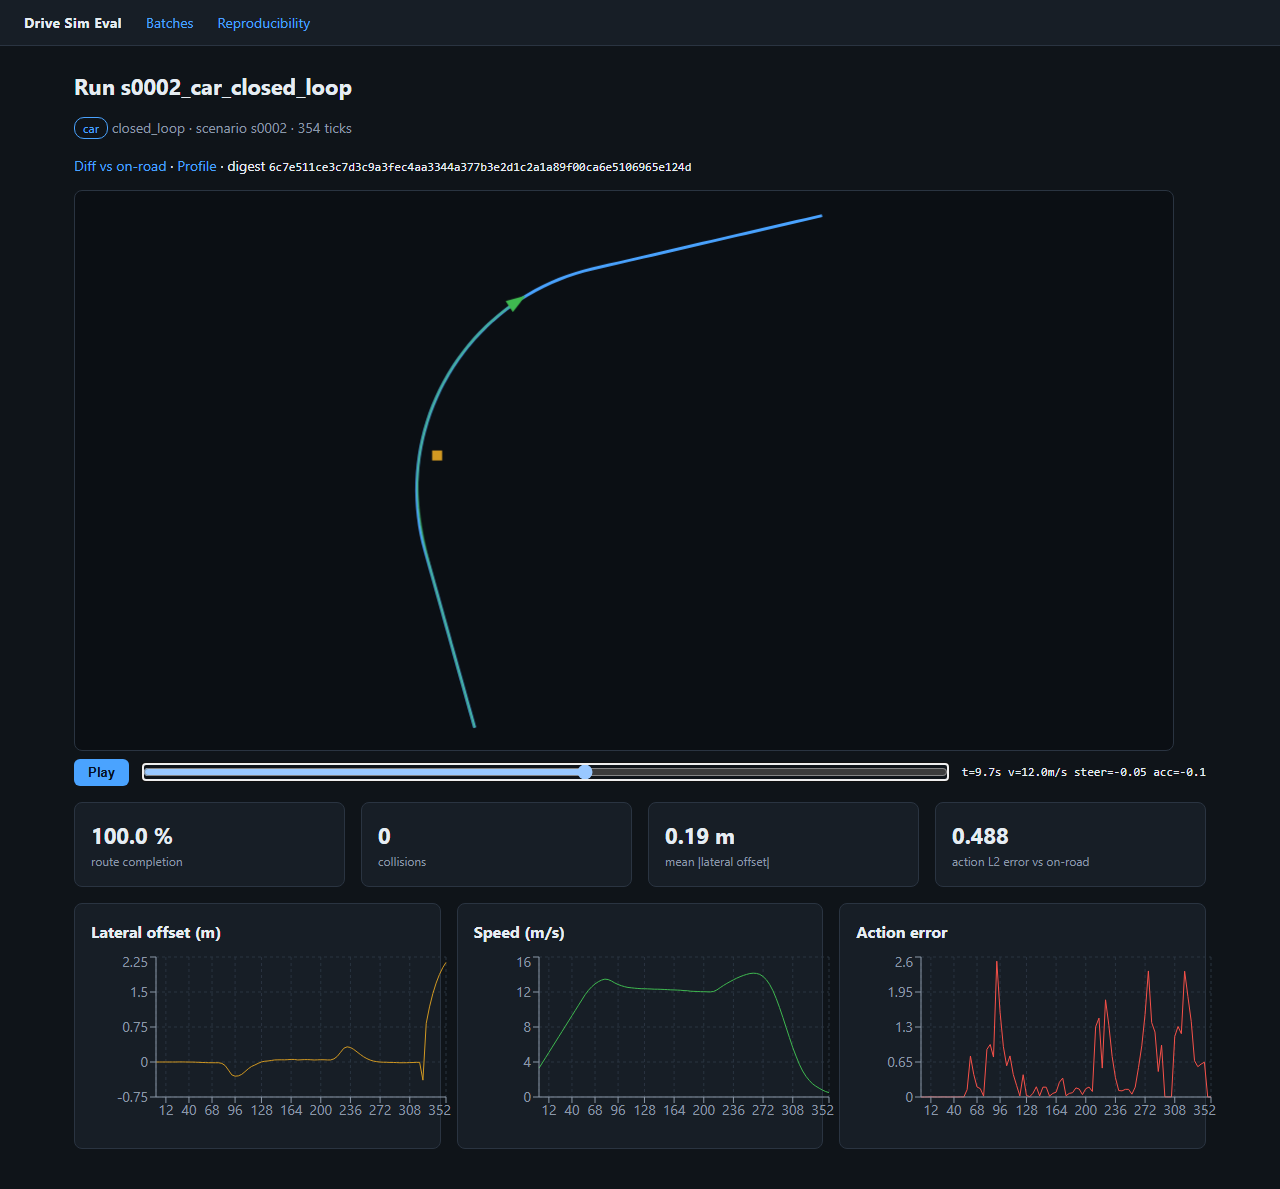 Drive Sim Eval Batches Reproducibility
Run s0002_car_closed_loop
car closed_loop · scenario s0002 · 354 ticks
Diff vs on-road · Profile · digest 6c7e511ce3c7d3c9a3fec4aa3344a377b3e2d1c2a1a89f00ca6e5106965e124d
Play t=9.7s v=12.0m/s steer=-0.05 acc=-0.1
100.0 %
route completion
0
collisions
0.19 m
mean |lateral offset|
0.488
action L2 error vs on-road
Lateral offset (m)
2.25
1.5
0.75
0
-0.75
12 40 68 96 128 164 200 236 272 308 352
Speed (m/s)
16
12
8
4
0
12 40 68 96 128 164 200 236 272 308 352
Action error
2.6
1.95
1.3
0.65
0
12 40 68 96 128 164 200 236 272 308 352